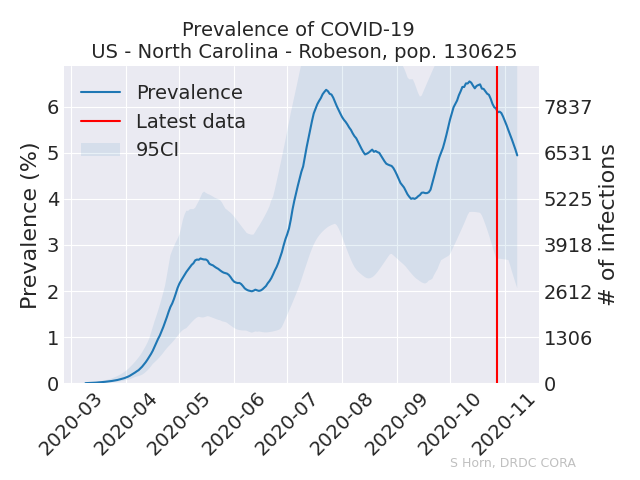 Prevalence of COVID-19
US - North Carolina - Robeson, pop. 130625
Prevalence
Latest data
95CI
Prevalence (%)
6
5
4
3
2
1
0
7837
6531
5225
3918
2612
1306
0
# of infections
2020-03
2020-04
2020-05
2020-06
2020-07
2020-08
2020-09
2020-10
2020-11
S Horn, DRDC CORA